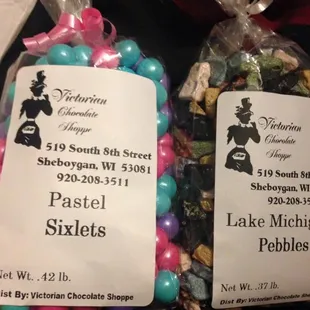 Victorian
Chocolate
Shoppe
519 South 8th Street
Sheboygan, WI 53081
920-208-3511
Pastel
Sixlets
Net Wt. .42 lb.
Dist By: Victorian Chocolate Shoppe
Victorian
Chocolate
Shoppe
519 South 8th
Sheboygan, WI
920-208-
Lake Michig
Pebbles
Net Wt. .37 lb.
Dist By: Victorian Chocolate